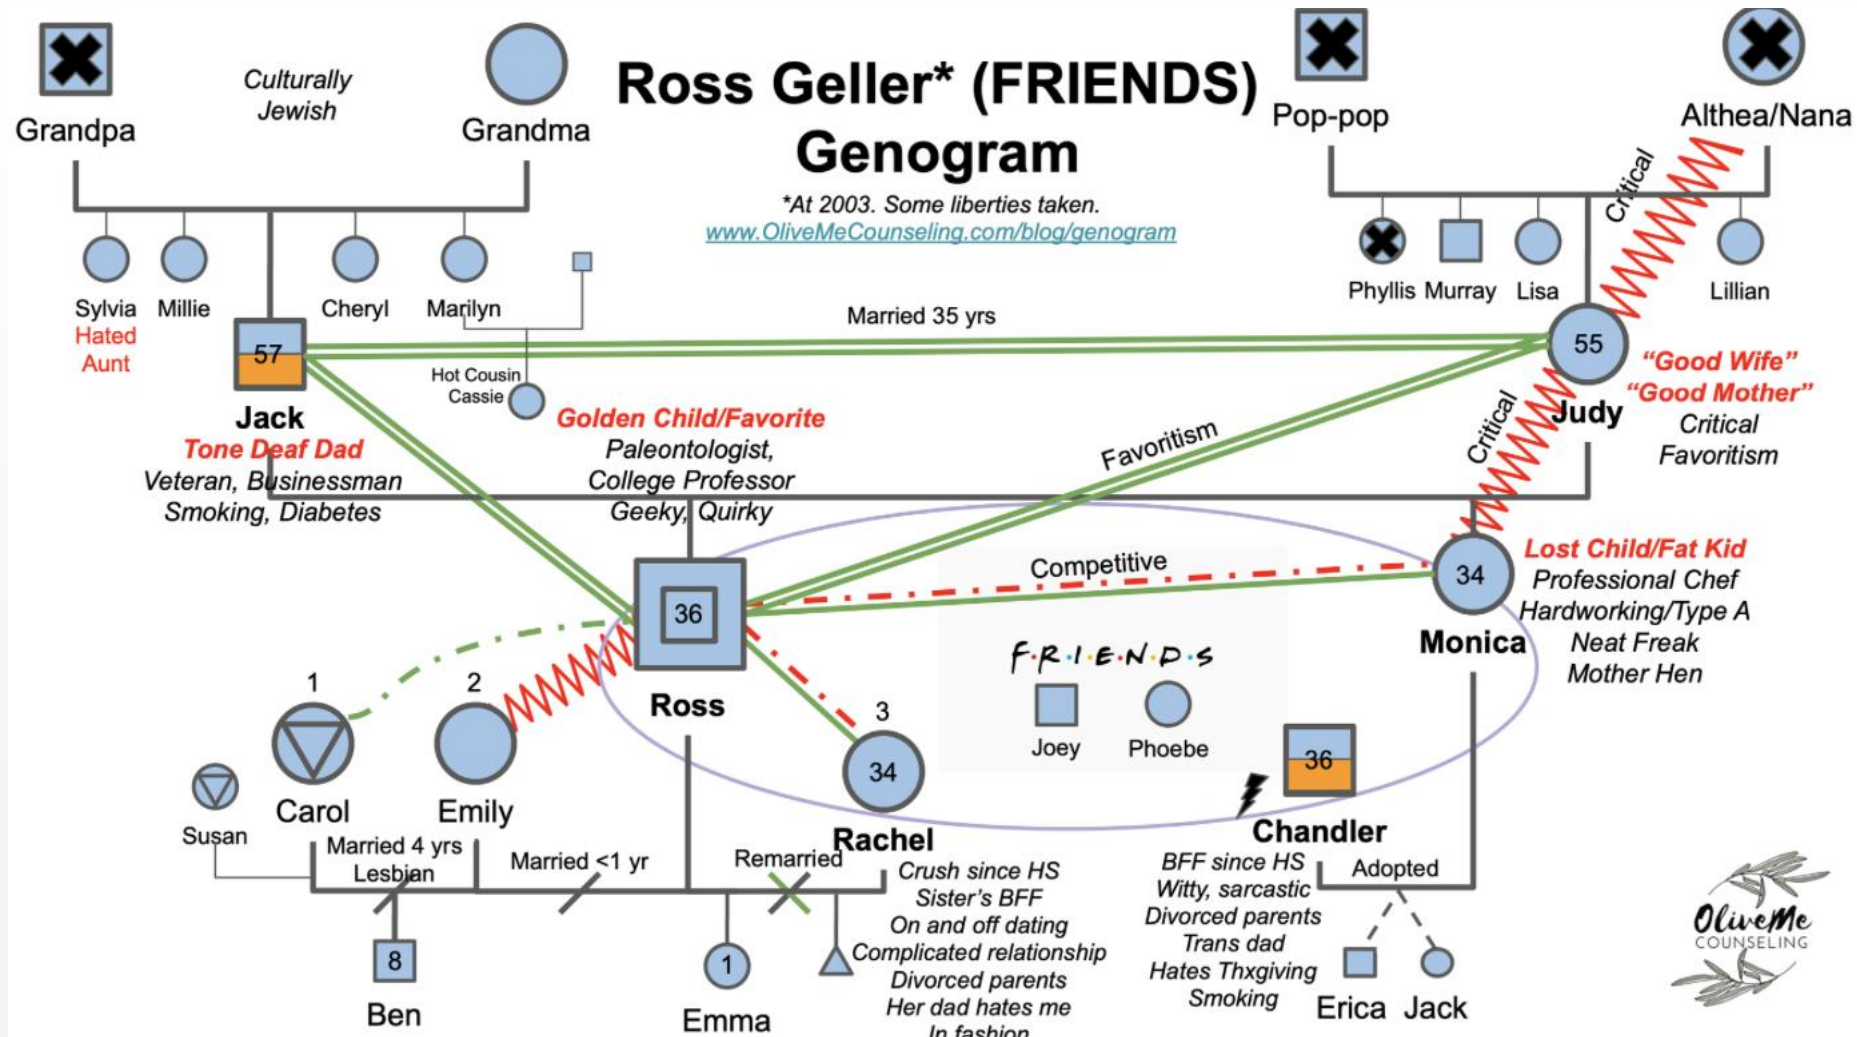 Ross Geller* (FRIENDS)
Genogram
*At 2003. Some liberties taken.
www.OliveMeCounseling.com/blog/genogram
Grandpa
Culturally
Jewish
Grandma
Pop-pop
Althea/Nana
Critical
Sylvia
Hated
Aunt
Millie
Cheryl
Marilyn
Hot Cousin
Cassie
Phyllis
Murray
Lisa
Lillian
Married 35 yrs
57
Jack
Tone Deaf Dad
Veteran, Businessman
Smoking, Diabetes
Golden Child/Favorite
Paleontologist,
College Professor
Geeky, Quirky
Favoritism
Critical
55
Judy
“Good Wife”
“Good Mother”
Critical
Favoritism
36
Ross
Competitive
34
Monica
Lost Child/Fat Kid
Professional Chef
Hardworking/Type A
Neat Freak
Mother Hen
F·R·I·E·N·D·S
Joey
Phoebe
1
Carol
2
Emily
3
34
Rachel
Susan
Married 4 yrs
Lesbian
Married <1 yr
Remarried
Crush since HS
Sister’s BFF
On and off dating
Complicated relationship
Divorced parents
Her dad hates me
In fashion
36
Chandler
BFF since HS
Witty, sarcastic
Divorced parents
Trans dad
Hates Thxgiving
Smoking
Adopted
8
Ben
1
Emma
Erica
Jack
OliveMe
COUNSELING